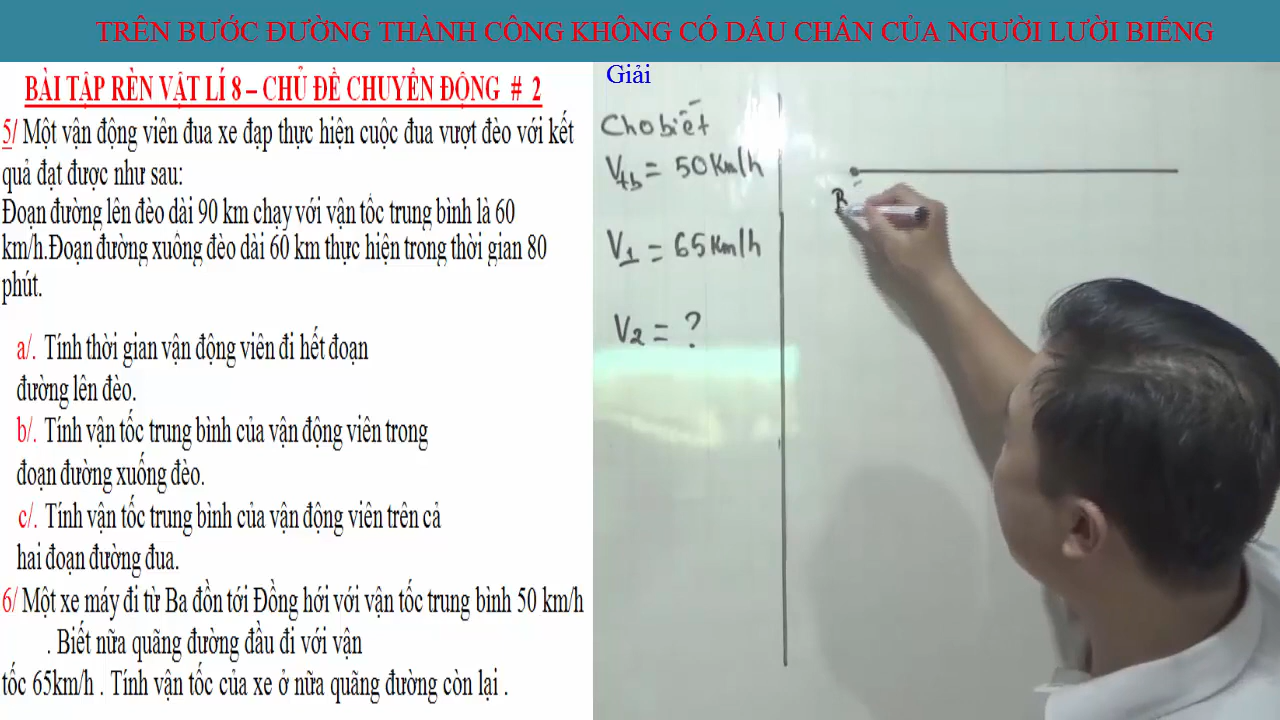 TRÊN BƯỚC ĐƯỜNG THÀNH CÔNG KHÔNG CÓ DẤU CHÂN CỦA NGƯỜI LƯỜI BIẾNG
BÀI TẬP RÈN VẬT LÍ 8 – CHỦ ĐỀ CHUYỂN ĐỘNG # 2
5/ Một vận động viên đua xe đạp thực hiện cuộc đua vượt đèo với kết
quả đạt được như sau:
Đoạn đường lên đèo dài 90 km chạy với vận tốc trung bình là 60
km/h.Đoạn đường xuống đèo dài 60 km thực hiện trong thời gian 80
phút.
a/. Tính thời gian vận động viên đi hết đoạn
đường lên đèo.
b/. Tính vận tốc trung bình của vận động viên trong
đoạn đường xuống đèo.
c/. Tính vận tốc trung bình của vận động viên trên cả
hai đoạn đường đua.
6/ Một xe máy đi từ Ba đồn tới Đồng hới với vận tốc trung bình 50 km/h
. Biết nữa quãng đường đầu đi với vận
tốc 65km/h . Tính vận tốc của xe ở nữa quãng đường còn lại .
Giải
Cho biết
Vtb = 50 Km/h
V1 = 65 Km/h
V2 = ?